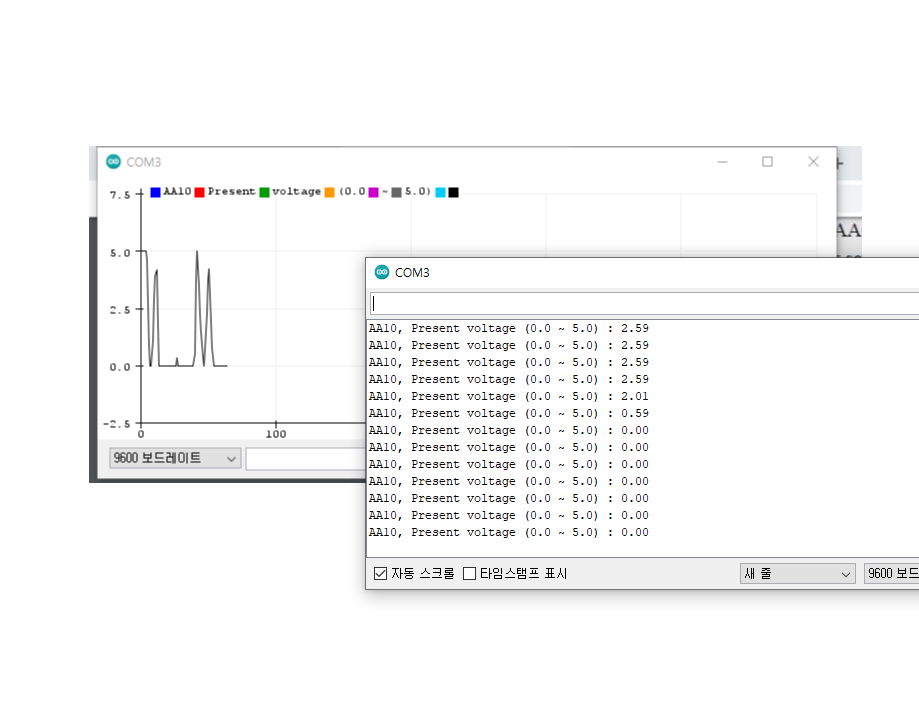 COM3
AA10 Present voltage (0.0 ~ 5.0)
7.5
5.0
2.5
0.0
-2.5
0
100
9600 보드레이트
AA
COM3
AA10, Present voltage (0.0 ~ 5.0) : 2.59
AA10, Present voltage (0.0 ~ 5.0) : 2.59
AA10, Present voltage (0.0 ~ 5.0) : 2.59
AA10, Present voltage (0.0 ~ 5.0) : 2.59
AA10, Present voltage (0.0 ~ 5.0) : 2.01
AA10, Present voltage (0.0 ~ 5.0) : 0.59
AA10, Present voltage (0.0 ~ 5.0) : 0.00
AA10, Present voltage (0.0 ~ 5.0) : 0.00
AA10, Present voltage (0.0 ~ 5.0) : 0.00
AA10, Present voltage (0.0 ~ 5.0) : 0.00
AA10, Present voltage (0.0 ~ 5.0) : 0.00
AA10, Present voltage (0.0 ~ 5.0) : 0.00
AA10, Present voltage (0.0 ~ 5.0) : 0.00
자동 스크롤 타임스탬프 표시
새 줄
9600 보드